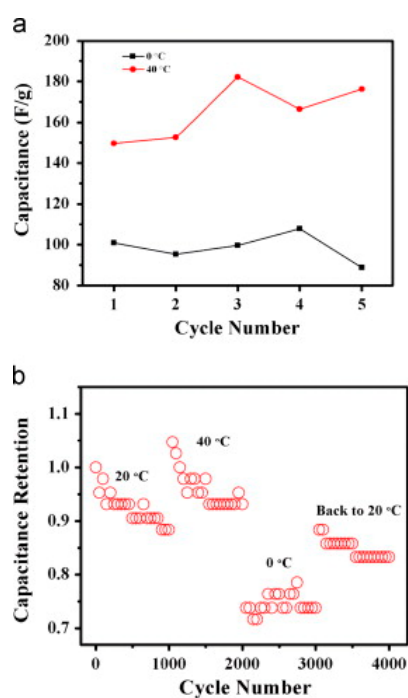 a
0 °C
40 °C
200
180
160
140
120
100
80
Capacitance (F/g)
1 2 3 4 5
Cycle Number
b
1.1
1.0
0.9
0.8
0.7
Capacitance Retention
20 °C
40 °C
0 °C
Back to 20 °C
0 1000 2000 3000 4000
Cycle Number